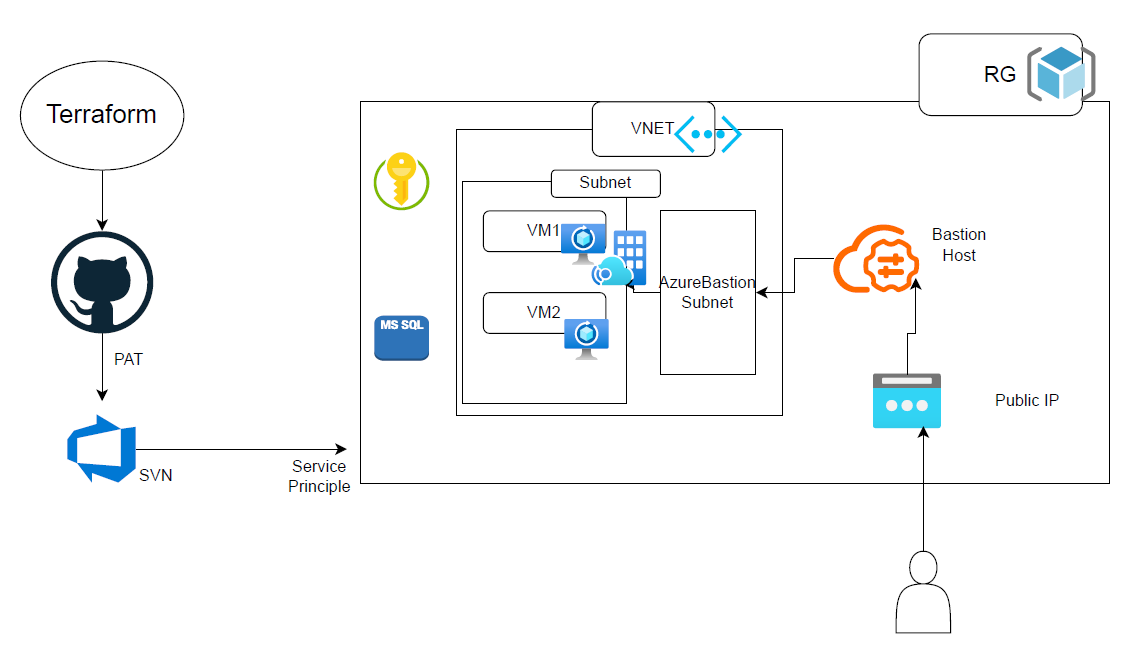 RG
Terraform
VNET
MS SQL
Subnet
VM1
VM2
AzureBastion
Subnet
Bastion
Host
PAT
Public IP
SVN
Service
Principle